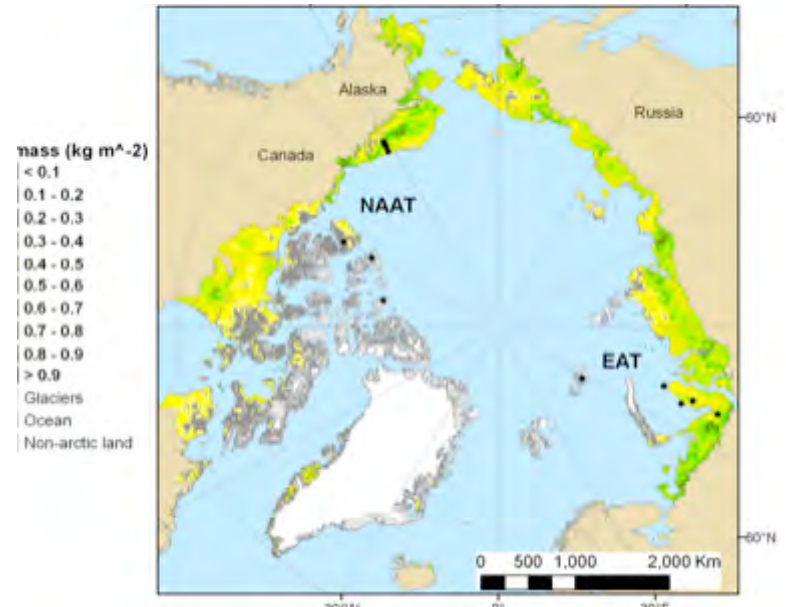 Alaska
Russia
60°N
mass (kg m^-2)
< 0.1
0.1 - 0.2
0.2 - 0.3
0.3 - 0.4
0.4 - 0.5
0.5 - 0.6
0.6 - 0.7
0.7 - 0.8
0.8 - 0.9
> 0.9
Glaciers
Ocean
Non-arctic land
Canada
NAAT
EAT
60°N
0 500 1,000 2,000 Km